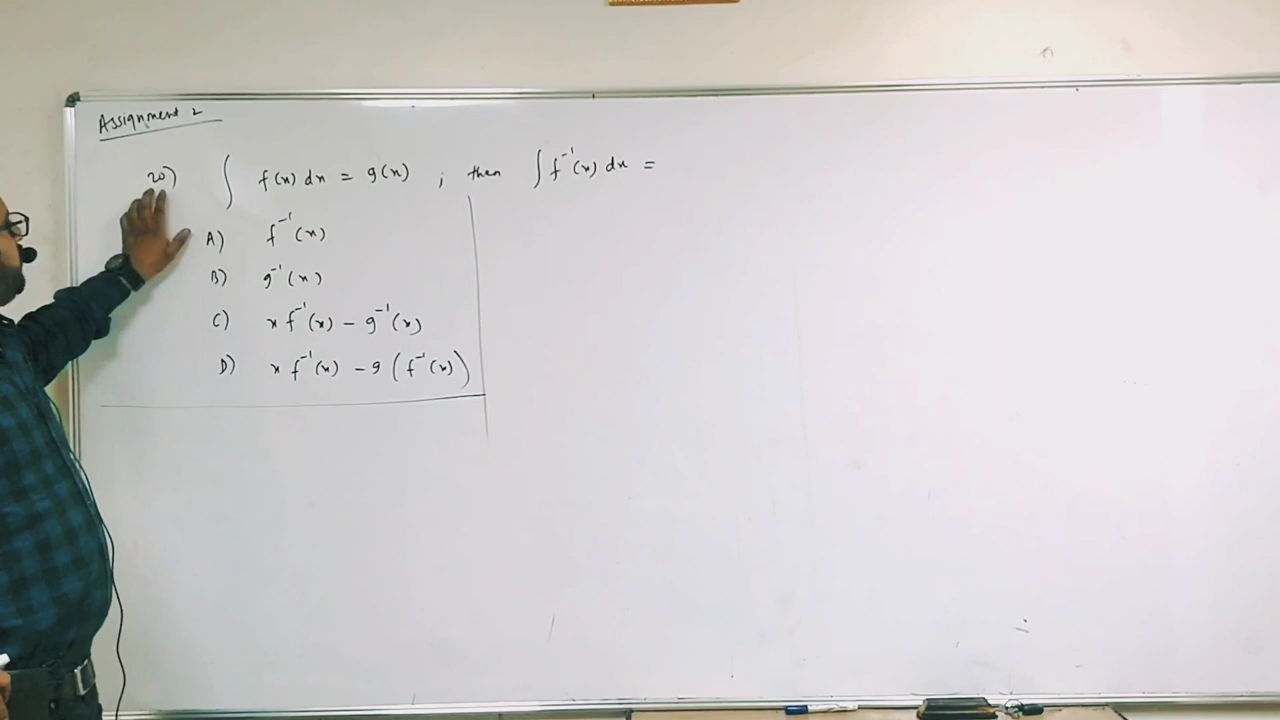 Assignment 2
20) ∫ f(x) dx = g(x) ; then ∫ f⁻¹(x) dx =
A) f⁻¹(x)
B) g⁻¹(x)
C) x f⁻¹(x) – g⁻¹(x)
D) x f⁻¹(x) – g (f⁻¹(x))